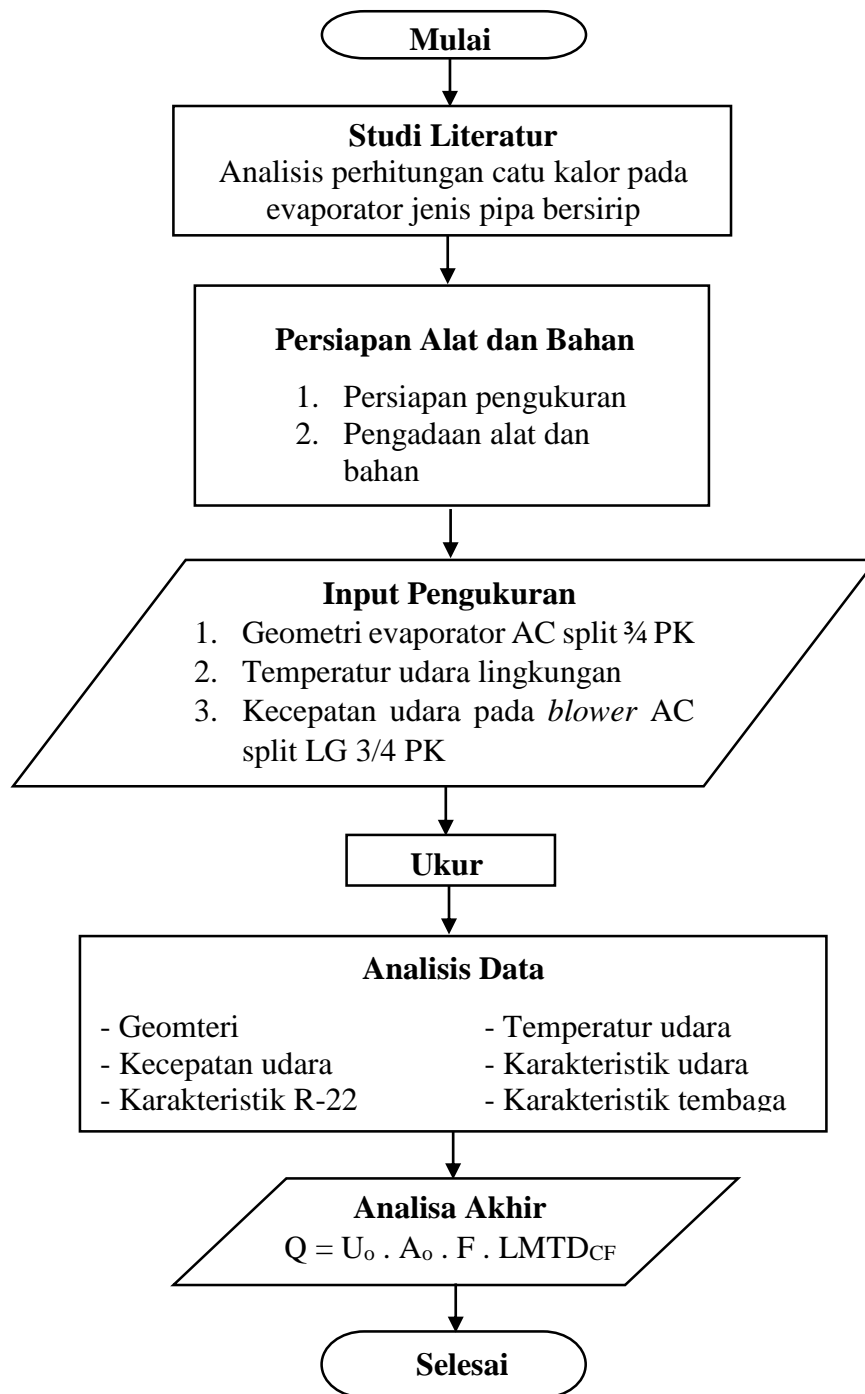 Mulai
Studi Literatur
Analisis perhitungan catu kalor pada
evaporator jenis pipa bersirip
Persiapan Alat dan Bahan
1. Persiapan pengukuran
2. Pengadaan alat dan
bahan
Input Pengukuran
1. Geometri evaporator AC split ¾ PK
2. Temperatur udara lingkungan
3. Kecepatan udara pada blower AC
split LG 3/4 PK
Ukur
Analisis Data
- Geomteri - Temperatur udara
- Kecepatan udara - Karakteristik udara
- Karakteristik R-22 - Karakteristik tembaga
Analisa Akhir
Q = Uₒ . Aₒ . F . LMTD_CF
Selesai